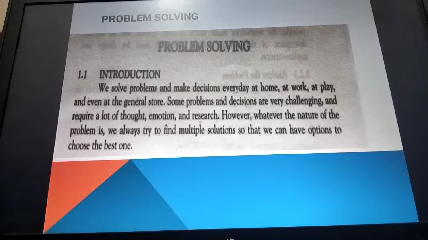 PROBLEM SOLVING
PROBLEM SOLVING
1.1 INTRODUCTION
We solve problems and make decisions everyday at home, at work, at play,
and even at the general store. Some problems and decisions are very challenging, and
require a lot of thought, emotion, and research. However, whatever the nature of the
problem is, we always try to find multiple solutions so that we can have options to
choose the best one.